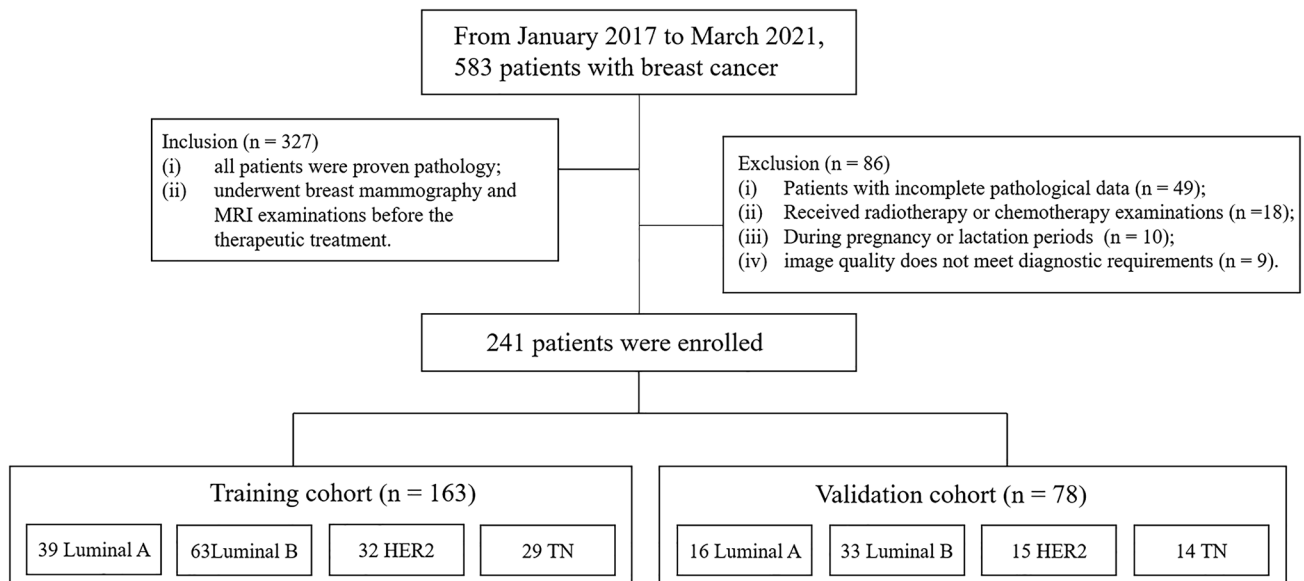 From January 2017 to March 2021,
583 patients with breast cancer
Inclusion (n = 327)
(i) all patients were proven pathology;
(ii) underwent breast mammography and
MRI examinations before the
therapeutic treatment.
Exclusion (n = 86)
(i) Patients with incomplete pathological data (n = 49);
(ii) Received radiotherapy or chemotherapy examinations (n =18);
(iii) During pregnancy or lactation periods (n = 10);
(iv) image quality does not meet diagnostic requirements (n = 9).
241 patients were enrolled
Training cohort (n = 163)
39 Luminal A
63Luminal B
32 HER2
29 TN
Validation cohort (n = 78)
16 Luminal A
33 Luminal B
15 HER2
14 TN